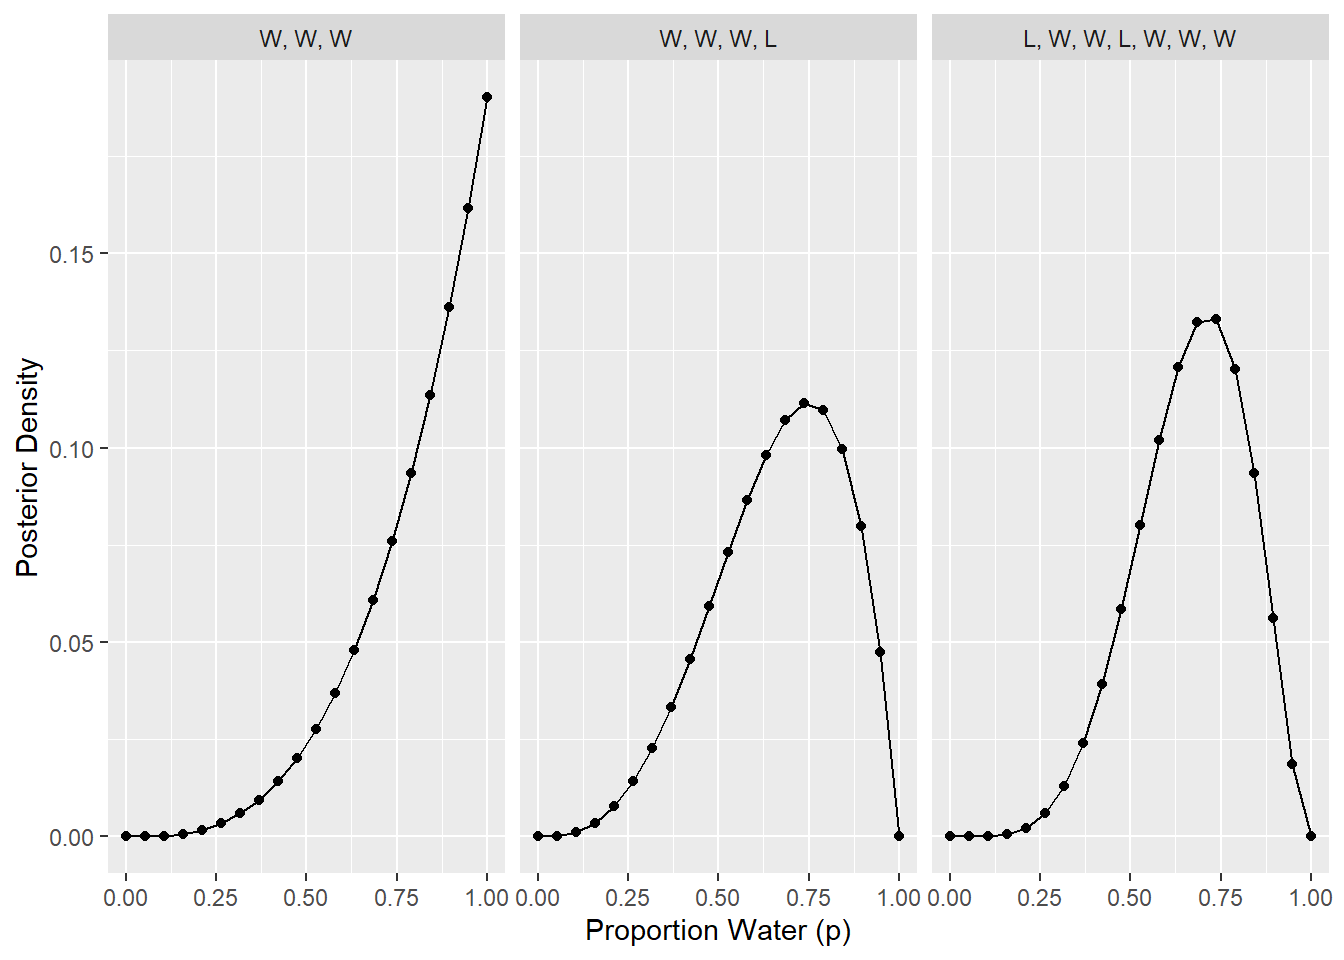 W, W, W
W, W, W, L
L, W, W, L, W, W, W
Posterior Density
0.15
0.10
0.05
0.00
0.00 0.25 0.50 0.75 1.00
0.00 0.25 0.50 0.75 1.00
0.00 0.25 0.50 0.75 1.00
Proportion Water (p)